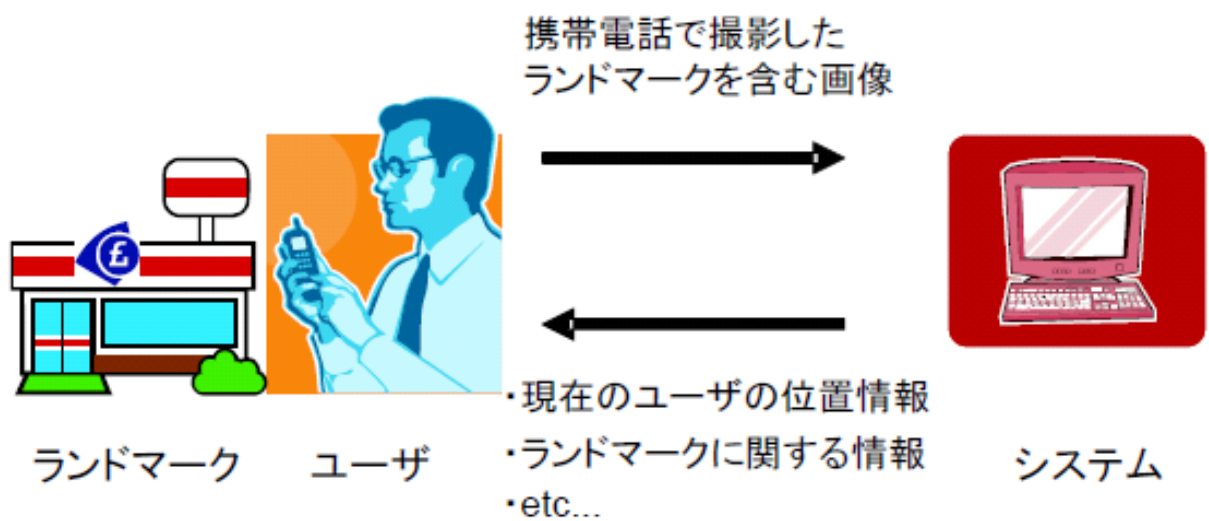 携帯電話で撮影した
ランドマークを含む画像
£
・現在のユーザの位置情報
・ランドマークに関する情報
・etc...
ランドマーク
ユーザ
システム